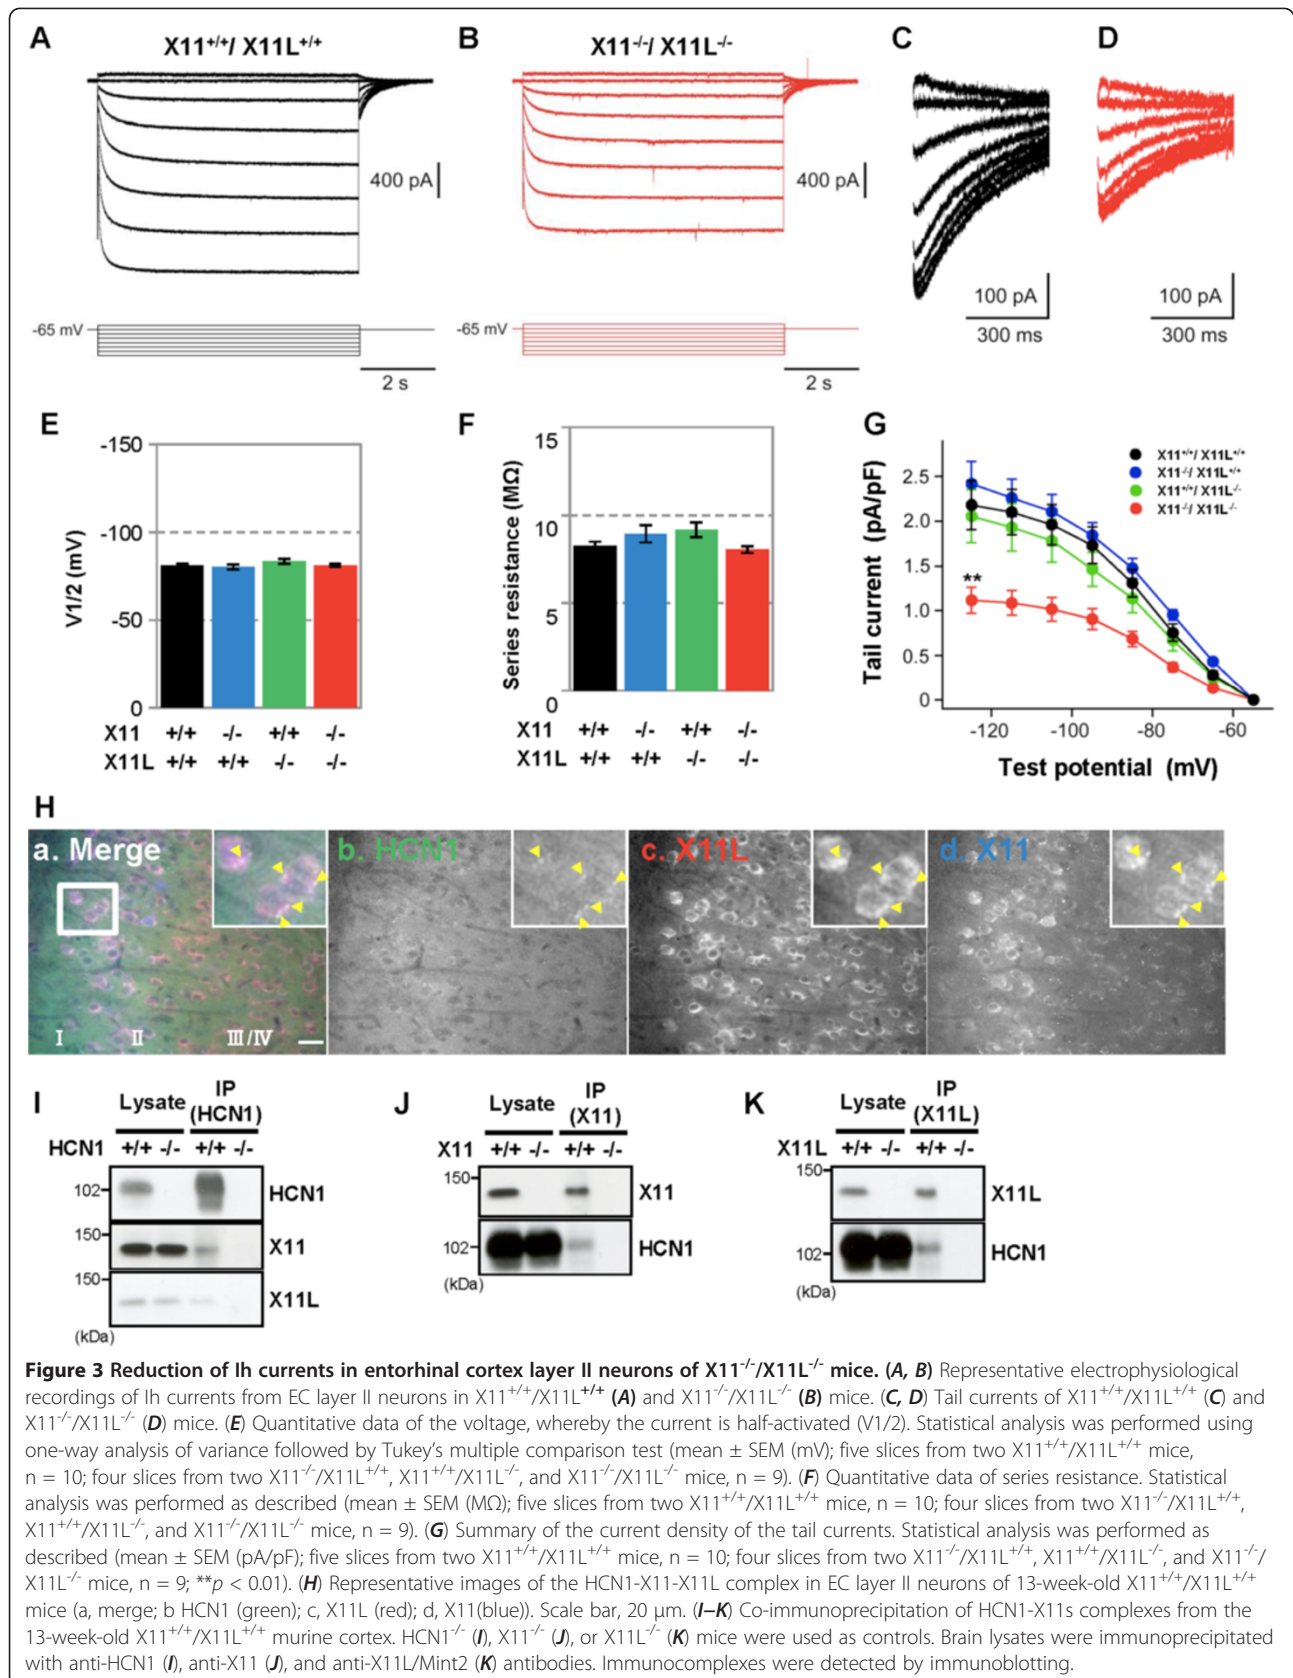 A
X11+/+/ X11L+/+
B
X11-/-/ X11L-/-
C
D
400 pA
400 pA
-65 mV
-65 mV
2 s
2 s
100 pA
300 ms
100 pA
300 ms
E
V1/2 (mV)
-150
-100
-50
0
X11 +/+ -/- +/+ -/-
X11L +/+ +/+ -/- -/-
F
Series resistance (MΩ)
15
10
5
0
X11 +/+ -/- +/+ -/-
X11L +/+ +/+ -/- -/-
G
Tail current (pA/pF)
2.5
2.0
1.5
1.0
0.5
0
**
X11+/+/ X11L+/+
X11-/-/ X11L+/+
X11+/+/ X11L-/-
X11-/-/ X11L-/-
-120 -100 -80 -60
Test potential (mV)
H
a. Merge
b. HCN1
c. X11L
d. X11
I II III/IV
I
Lysate IP (HCN1)
HCN1 +/+ -/- +/+ -/-
102 HCN1
150 X11
150 X11L
(kDa)
J
Lysate IP (X11)
X11 +/+ -/- +/+ -/-
150 X11
102 HCN1
(kDa)
K
Lysate IP (X11L)
X11L +/+ -/- +/+ -/-
150 X11L
102 HCN1
(kDa)
Figure 3 Reduction of Ih currents in entorhinal cortex layer II neurons of X11-/-/X11L-/- mice. (A, B) Representative electrophysiological
recordings of Ih currents from EC layer II neurons in X11+/+/X11L+/+ (A) and X11-/-/X11L-/- (B) mice. (C, D) Tail currents of X11+/+/X11L+/+ (C) and
X11-/-/X11L-/- (D) mice. (E) Quantitative data of the voltage, whereby the current is half-activated (V1/2). Statistical analysis was performed using
one-way analysis of variance followed by Tukey's multiple comparison test (mean ± SEM (mV); five slices from two X11+/+/X11L+/+ mice,
n = 10; four slices from two X11-/-/X11L+/+, X11+/+/X11L-/-, and X11-/-/X11L-/- mice, n = 9). (F) Quantitative data of series resistance. Statistical
analysis was performed as described (mean ± SEM (MΩ); five slices from two X11+/+/X11L+/+ mice, n = 10; four slices from two X11-/-/X11L+/+,
X11+/+/X11L-/-, and X11-/-/X11L-/- mice, n = 9). (G) Summary of the current density of the tail currents. Statistical analysis was performed as
described (mean ± SEM (pA/pF); five slices from two X11+/+/X11L+/+ mice, n = 10; four slices from two X11-/-/X11L+/+, X11+/+/X11L-/-, and X11-/-/
X11L-/- mice, n = 9; **p < 0.01). (H) Representative images of the HCN1-X11-X11L complex in EC layer II neurons of 13-week-old X11+/+/X11L+/+
mice (a, merge; b HCN1 (green); c, X11L (red); d, X11(blue)). Scale bar, 20 μm. (I–K) Co-immunoprecipitation of HCN1-X11s complexes from the
13-week-old X11+/+/X11L+/+ murine cortex. HCN1-/- (I), X11-/- (J), or X11L-/- (K) mice were used as controls. Brain lysates were immunoprecipitated
with anti-HCN1 (I), anti-X11 (J), and anti-X11L/Mint2 (K) antibodies. Immunocomplexes were detected by immunoblotting.